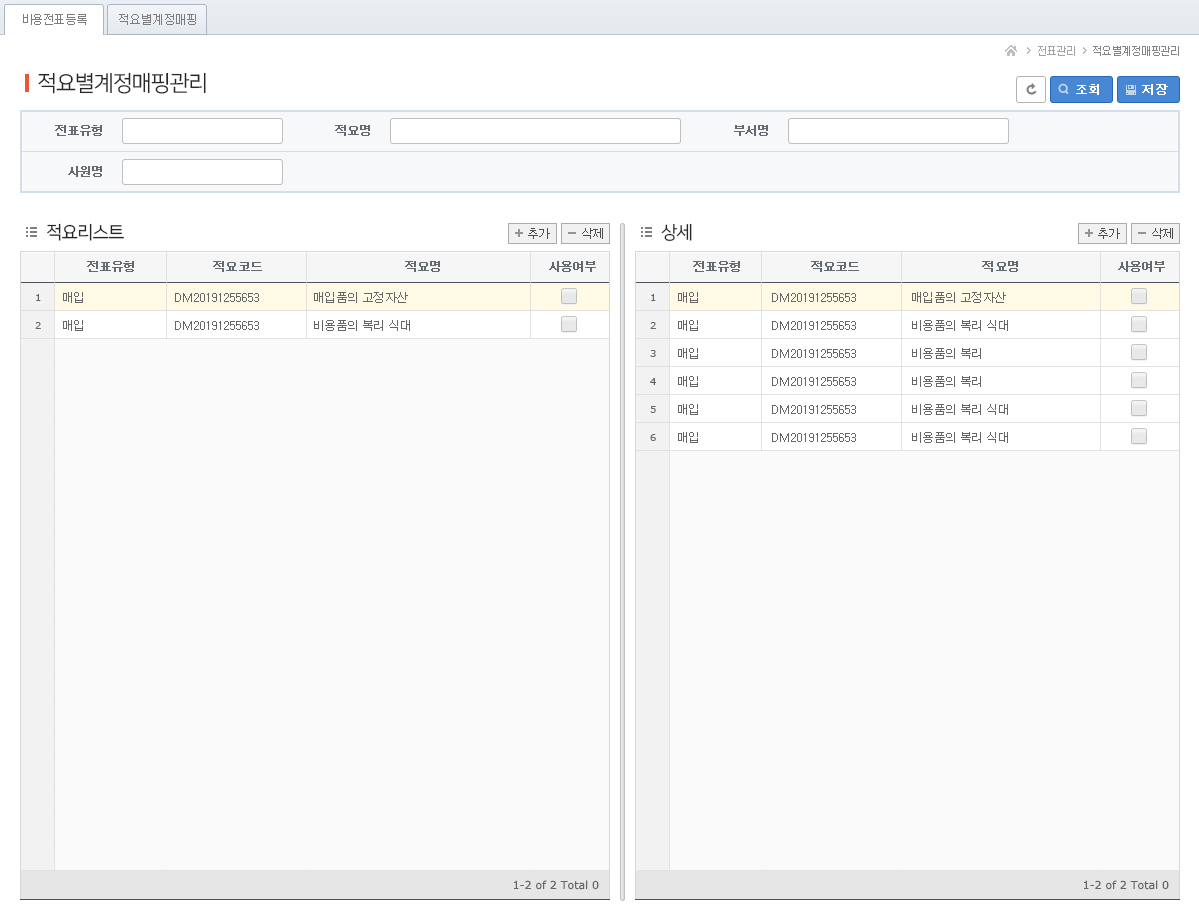 비용전표등록 적요별계정매핑
전표관리 적요별계정매핑관리
적요별계정매핑관리
조회 저장
전표유형 적요명 부서명
사원명
적요리스트 + 추가 - 삭제
전표유형 적요코드 적요명 사용여부
1 매입 DM20191255653 매입품의 고정자산
2 매입 DM20191255653 비용품의 복리 식대
1-2 of 2 Total 0
상세 + 추가 - 삭제
전표유형 적요코드 적요명 사용여부
1 매입 DM20191255653 매입품의 고정자산
2 매입 DM20191255653 비용품의 복리 식대
3 매입 DM20191255653 비용품의 복리
4 매입 DM20191255653 비용품의 복리
5 매입 DM20191255653 비용품의 복리 식대
6 매입 DM20191255653 비용품의 복리 식대
1-2 of 2 Total 0